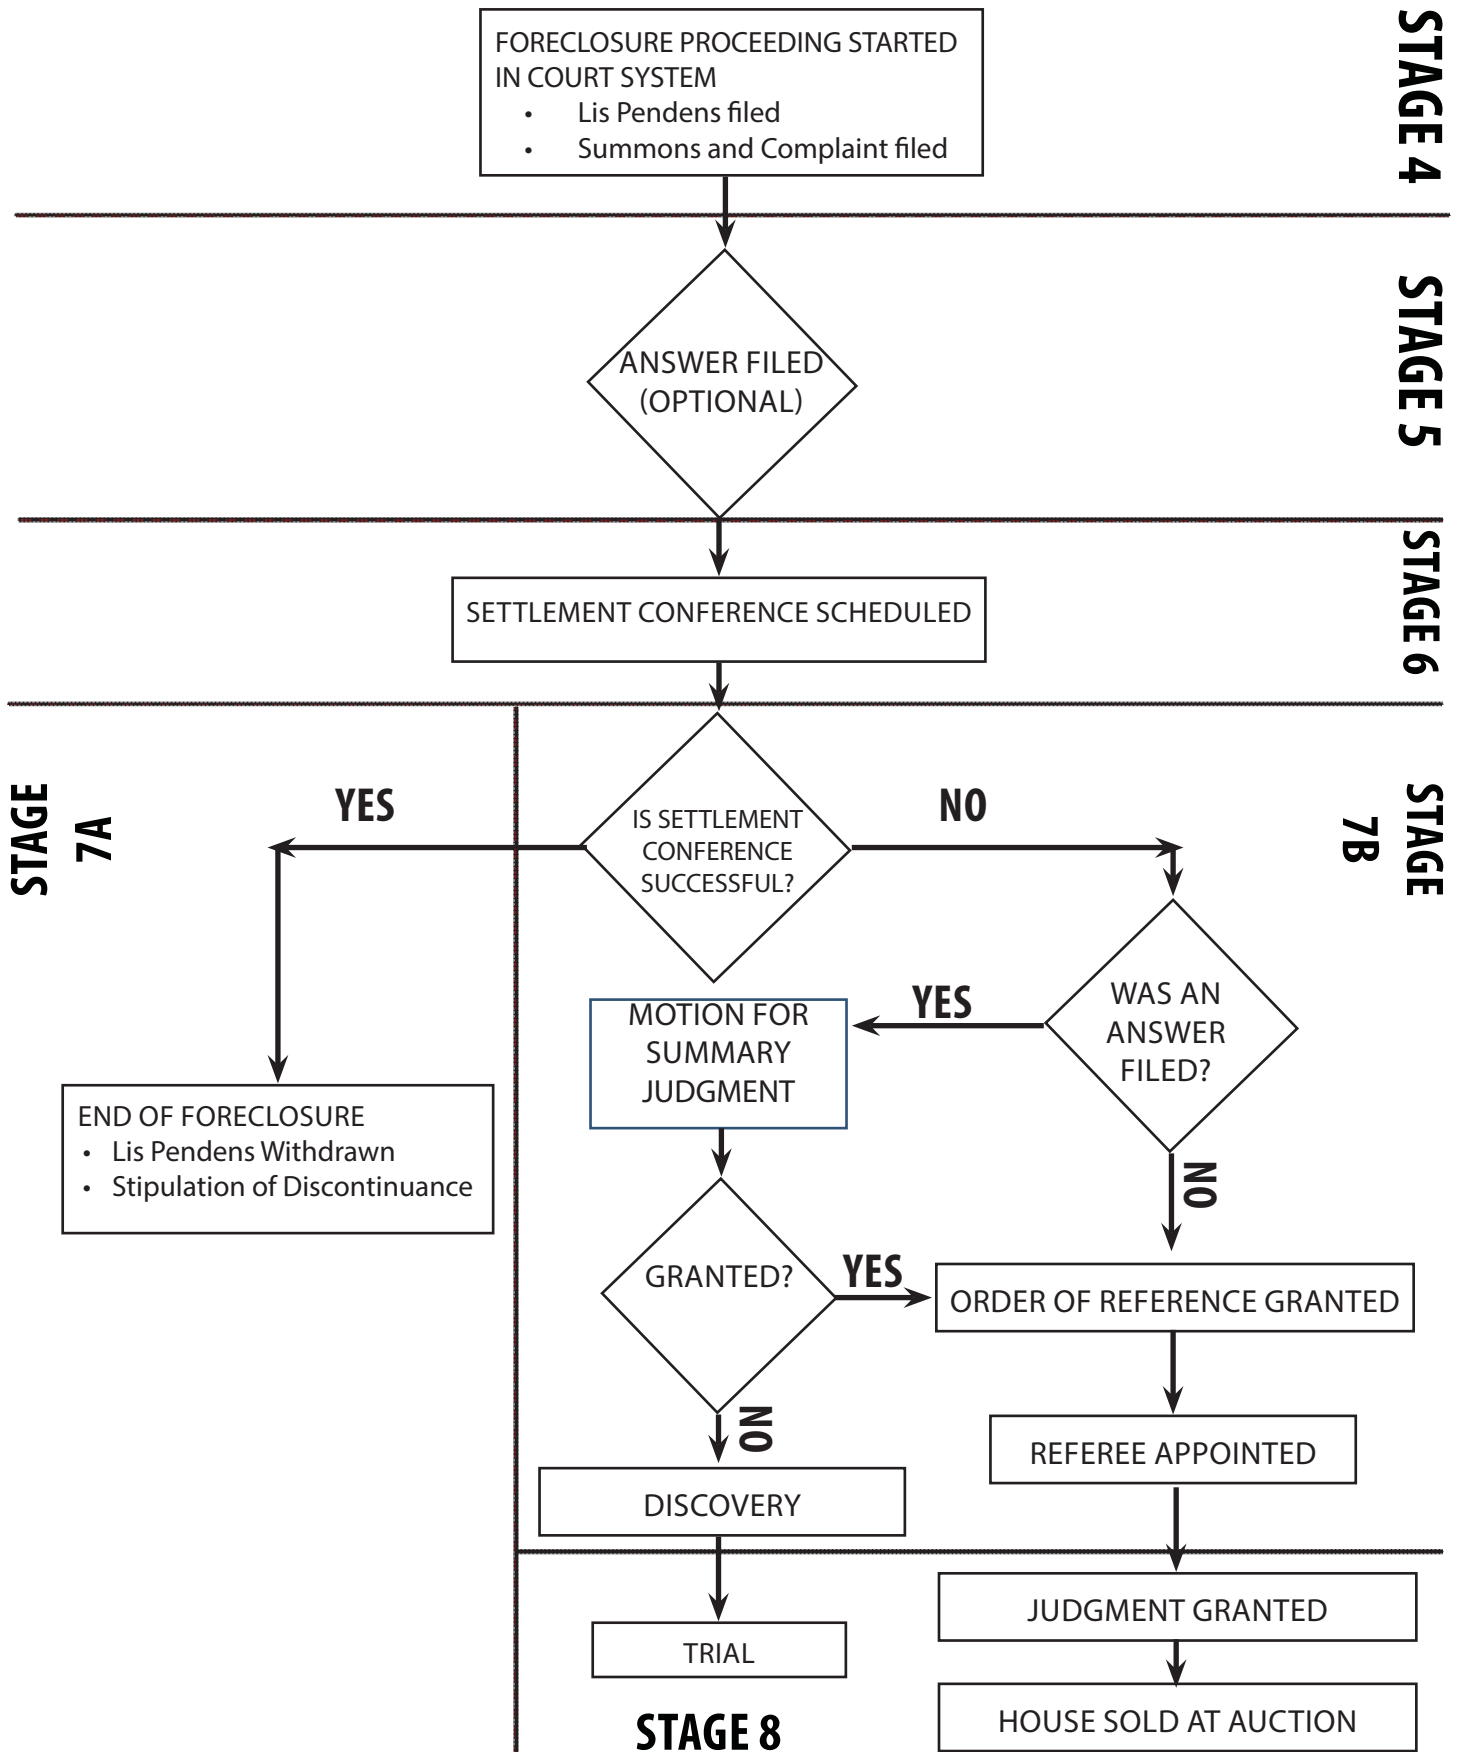 FORECLOSURE PROCEEDING STARTED
IN COURT SYSTEM
• Lis Pendens filed
• Summons and Complaint filed
STAGE 4
ANSWER FILED
(OPTIONAL)
STAGE 5
SETTLEMENT CONFERENCE SCHEDULED
STAGE 6
STAGE
7A
YES
IS SETTLEMENT
CONFERENCE
SUCCESSFUL?
NO
STAGE
7B
END OF FORECLOSURE
• Lis Pendens Withdrawn
• Stipulation of Discontinuance
WAS AN
ANSWER
FILED?
YES
MOTION FOR
SUMMARY
JUDGMENT
NO
GRANTED?
YES
ORDER OF REFERENCE GRANTED
NO
REFEREE APPOINTED
DISCOVERY
JUDGMENT GRANTED
TRIAL
HOUSE SOLD AT AUCTION
STAGE 8